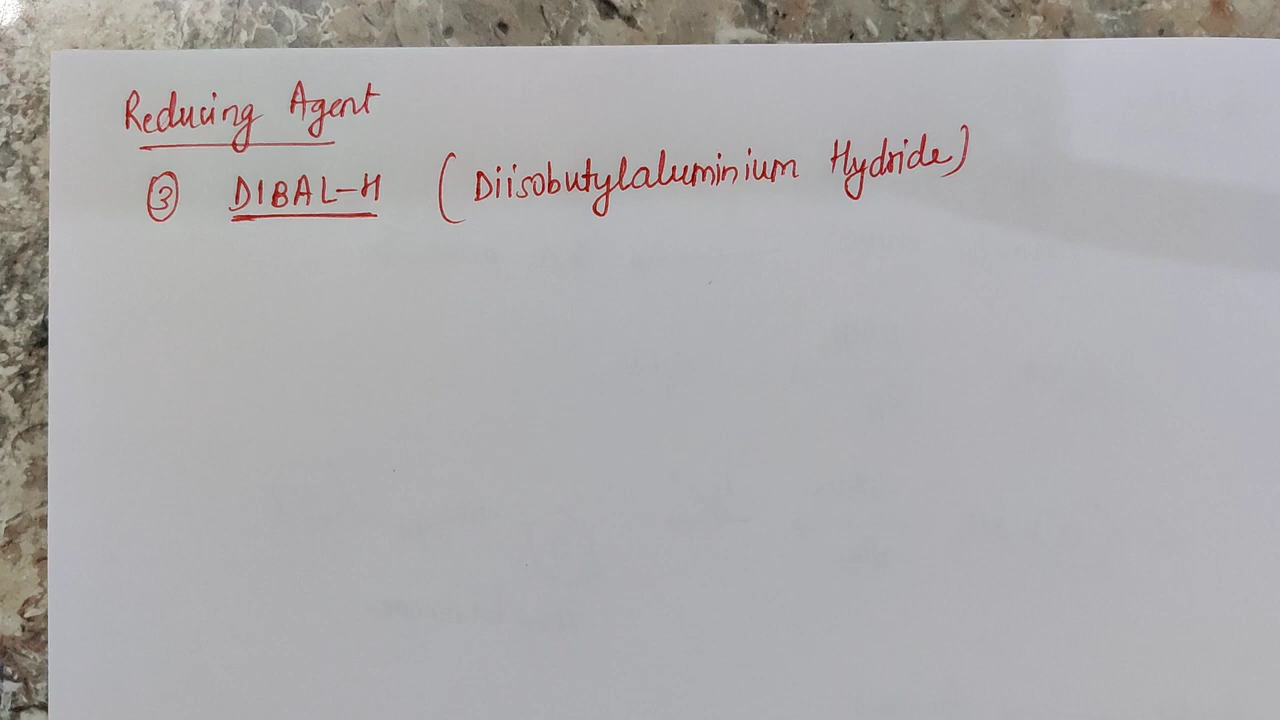 Reducing Agent
③ DIBAL-H (Diisobutylaluminium Hydride)